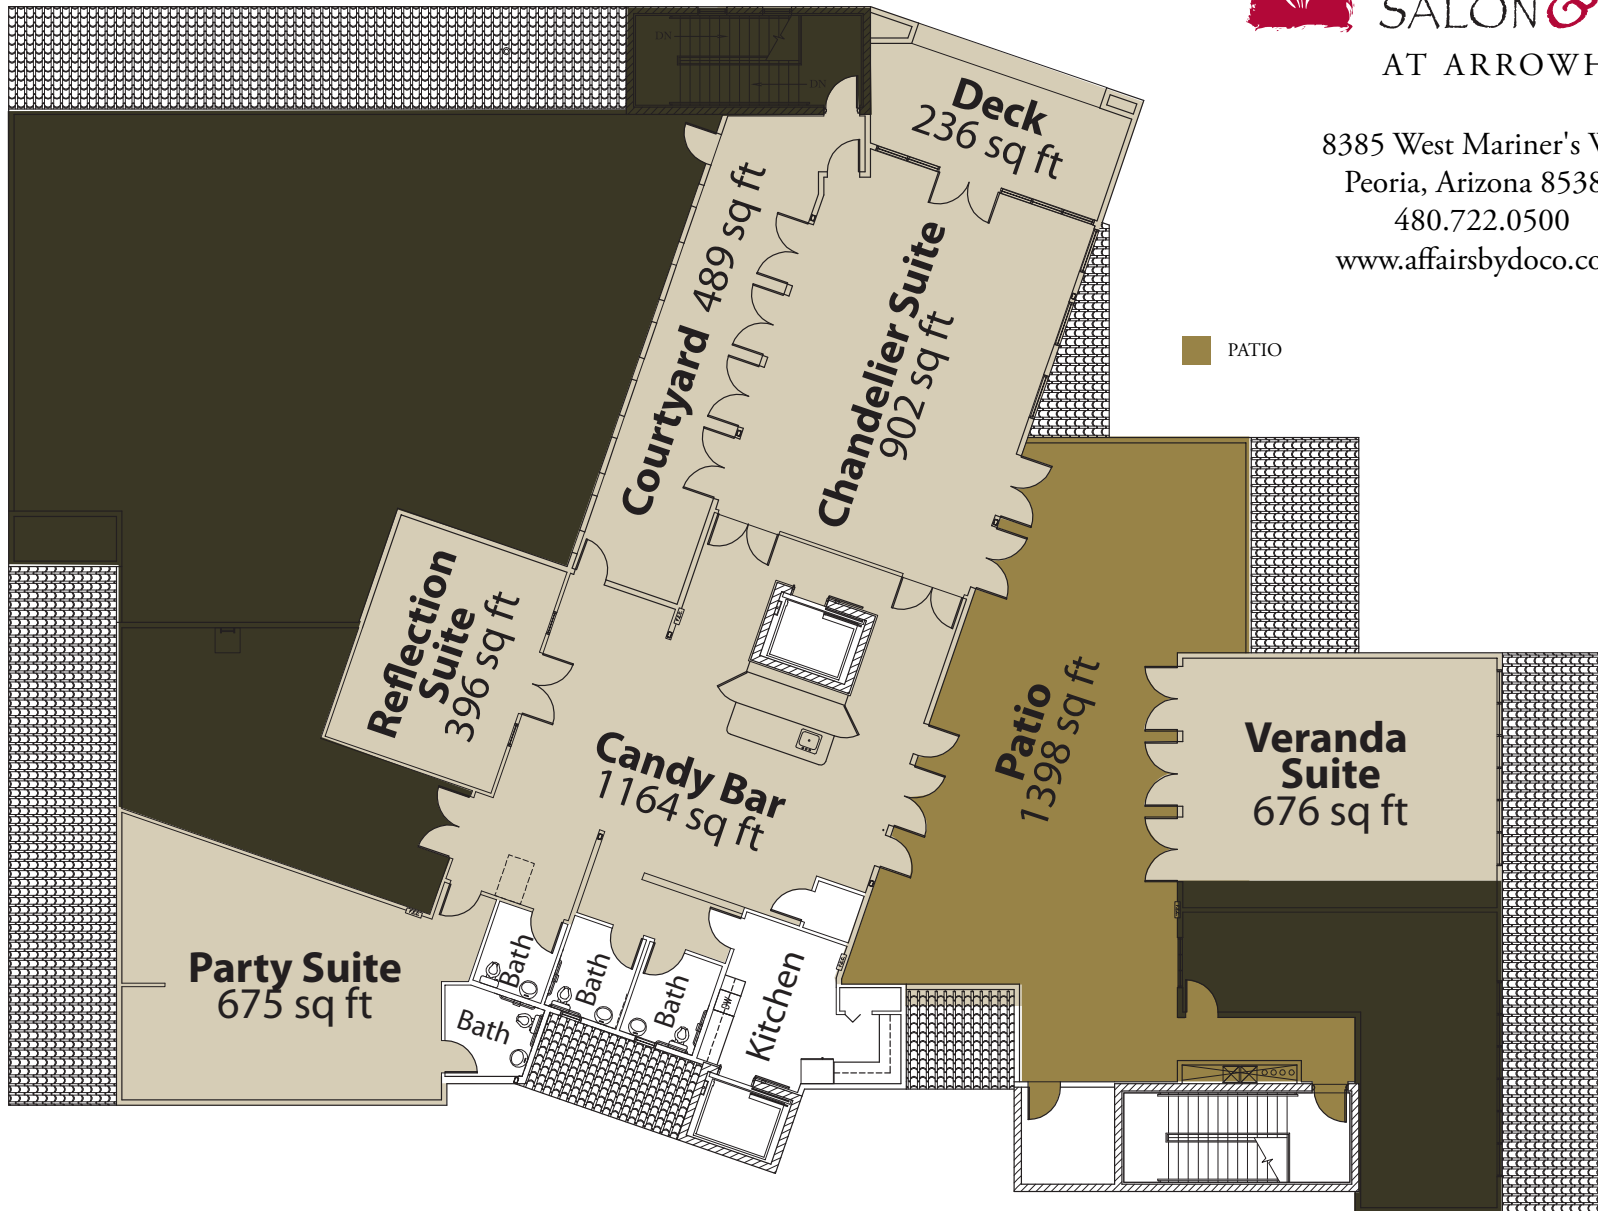 SALON &
AT ARROWH
8385 West Mariner's W
Peoria, Arizona 8538
480.722.0500
www.affairsbydoco.co
PATIO
DN
DN
Deck
236 sq ft
Courtyard 489 sq ft
Chandelier Suite
902 sq ft
Reflection
Suite
396 sq ft
Candy Bar
1164 sq ft
Patio
1398 sq ft
Veranda
Suite
676 sq ft
Party Suite
675 sq ft
Bath
Bath
Bath
Bath
Kitchen
DW